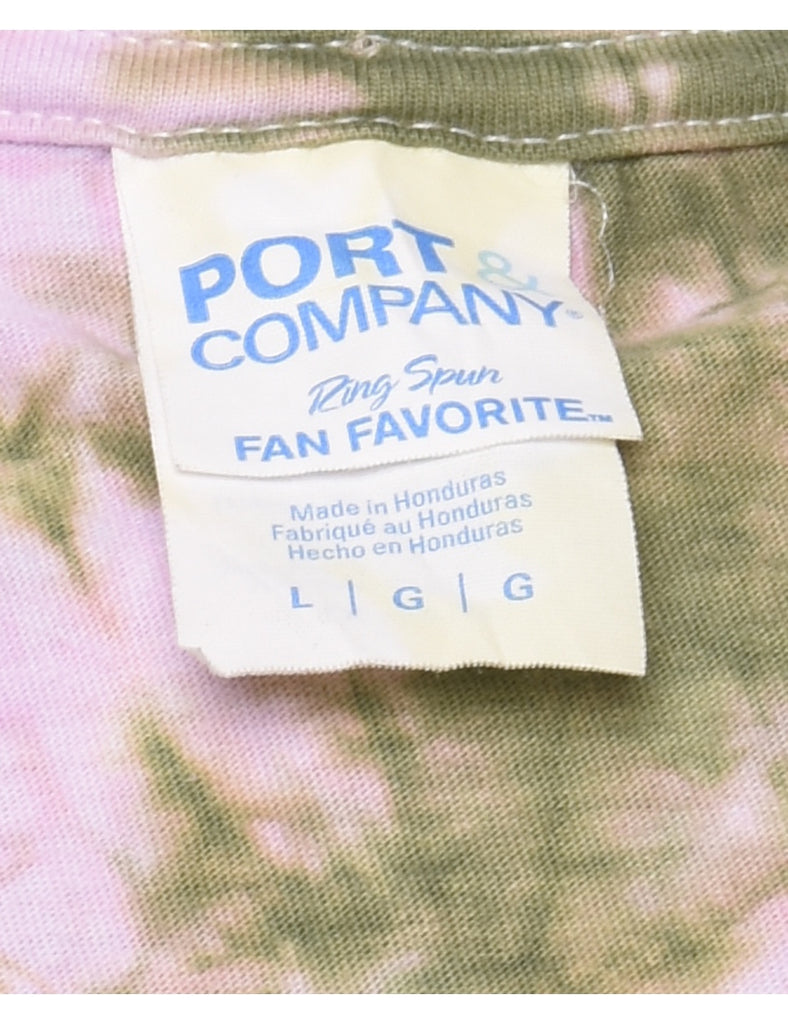 PORT &
COMPANY®
Ring Spun
FAN FAVORITE™
Made in Honduras
Fabriqué au Honduras
Hecho en Honduras
L | G | G